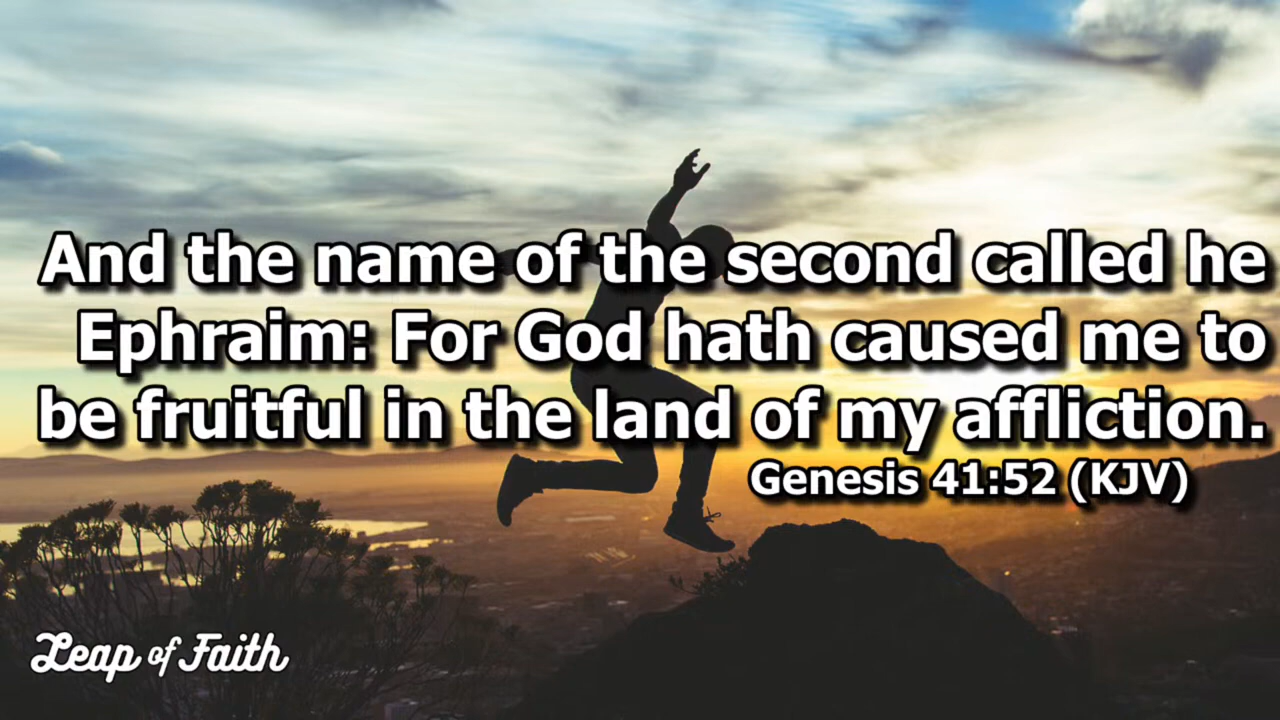 And the name of the second called he
Ephraim: For God hath caused me to
be fruitful in the land of my affliction.
Genesis 41:52 (KJV)
Leap of Faith